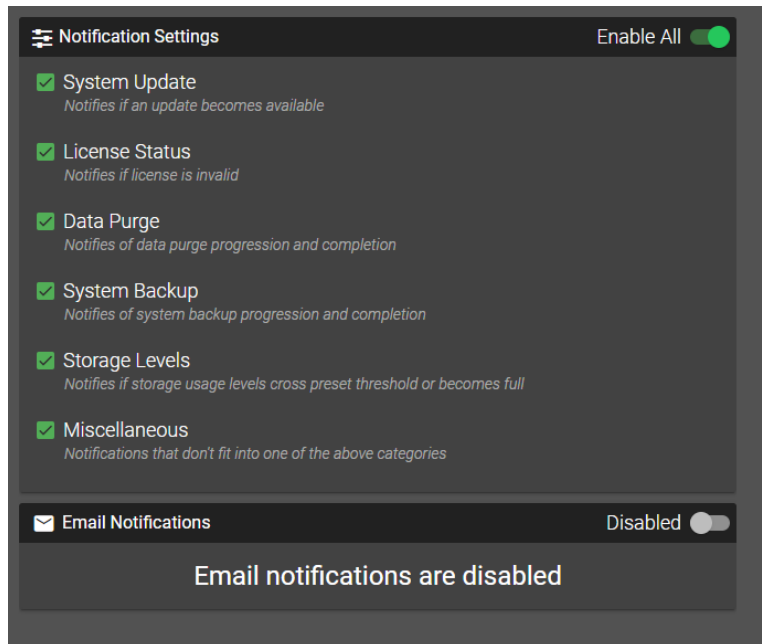 Notification Settings
Enable All
System Update
Notifies if an update becomes available
License Status
Notifies if license is invalid
Data Purge
Notifies of data purge progression and completion
System Backup
Notifies of system backup progression and completion
Storage Levels
Notifies if storage usage levels cross preset threshold or becomes full
Miscellaneous
Notifications that don't fit into one of the above categories
Email Notifications
Disabled
Email notifications are disabled